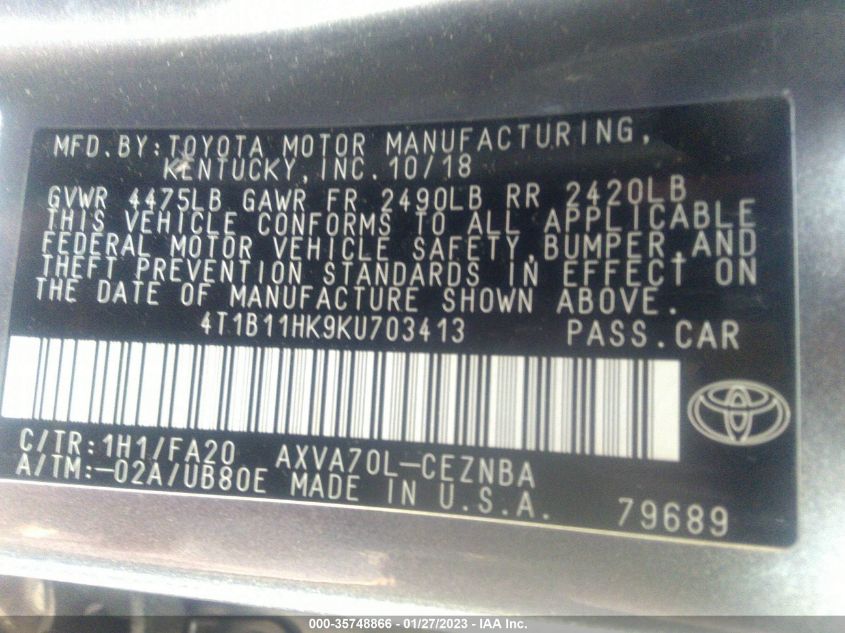 MFD.BY:TOYOTA MOTOR MANUFACTURING,
KENTUCKY,INC.10/18
GVWR 4475LB GAWR FR 2490LB RR 2420LB
THIS VEHICLE CONFORMS TO ALL APPLICABLE
FEDERAL MOTOR VEHICLE SAFETY,BUMPER,AND
THEFT PREVENTION STANDARDS IN EFFECT ON
THE DATE OF MANUFACTURE SHOWN ABOVE.
4T1B11HK9KU703413 PASS.CAR
C/TR:1H1/FA20 AXVA70L-CEZNBA
A/TM:-02A/UB80E MADE IN U.S.A.
79689
000-35748866 - 01/27/2023 - IAA Inc.